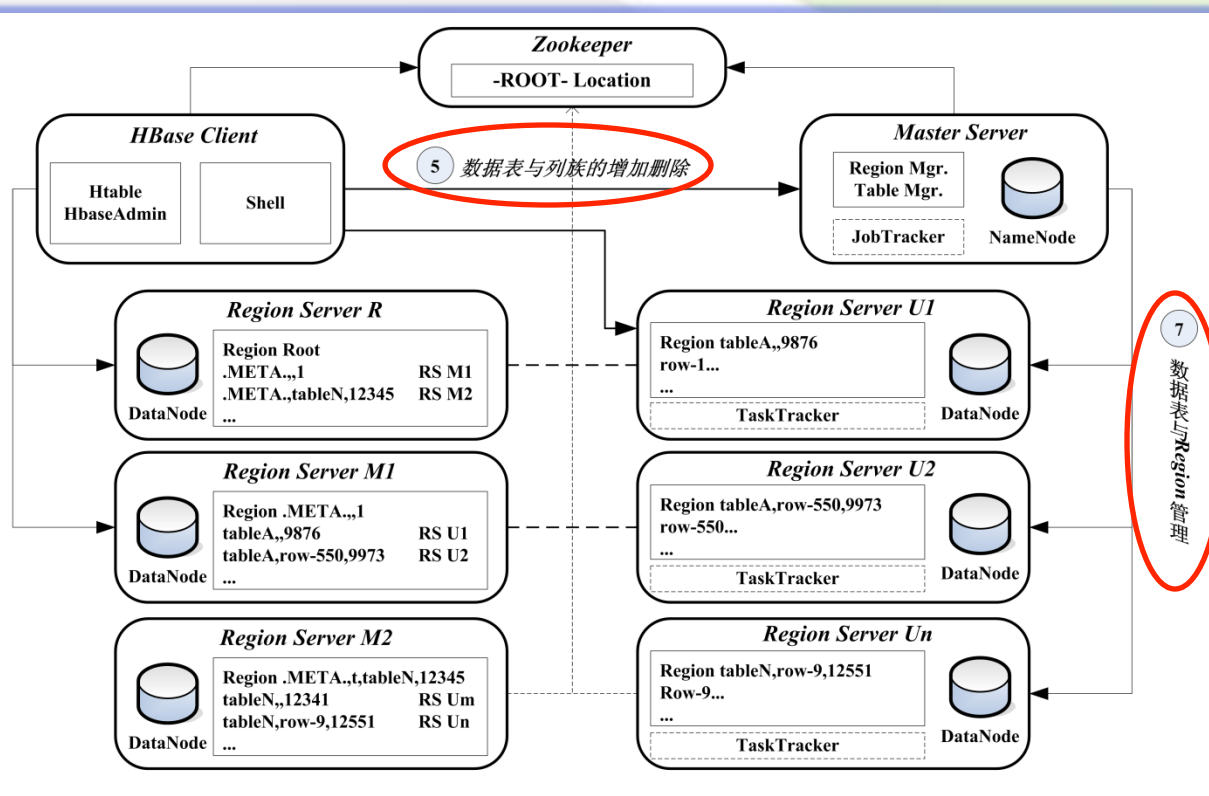 Zookeeper
-ROOT- Location
HBase Client
Htable
HbaseAdmin
Shell
5 数据表与列族的增加删除
Master Server
Region Mgr.
Table Mgr.
JobTracker
NameNode
Region Server R
Region Root
.META.,,1 RS M1
.META.,tableN,12345 RS M2
...
DataNode
Region Server U1
Region tableA,,9876
row-1...
...
TaskTracker
DataNode
7
数据表与Region管理
Region Server M1
Region .META.,,1
tableA,,9876 RS U1
tableA,row-550,9973 RS U2
...
DataNode
Region Server U2
Region tableA,row-550,9973
row-550...
...
TaskTracker
DataNode
Region Server M2
Region .META.,t,tableN,12345
tableN,,12341 RS Um
tableN,row-9,12551 RS Un
...
DataNode
Region Server Un
Region tableN,row-9,12551
Row-9...
...
TaskTracker
DataNode